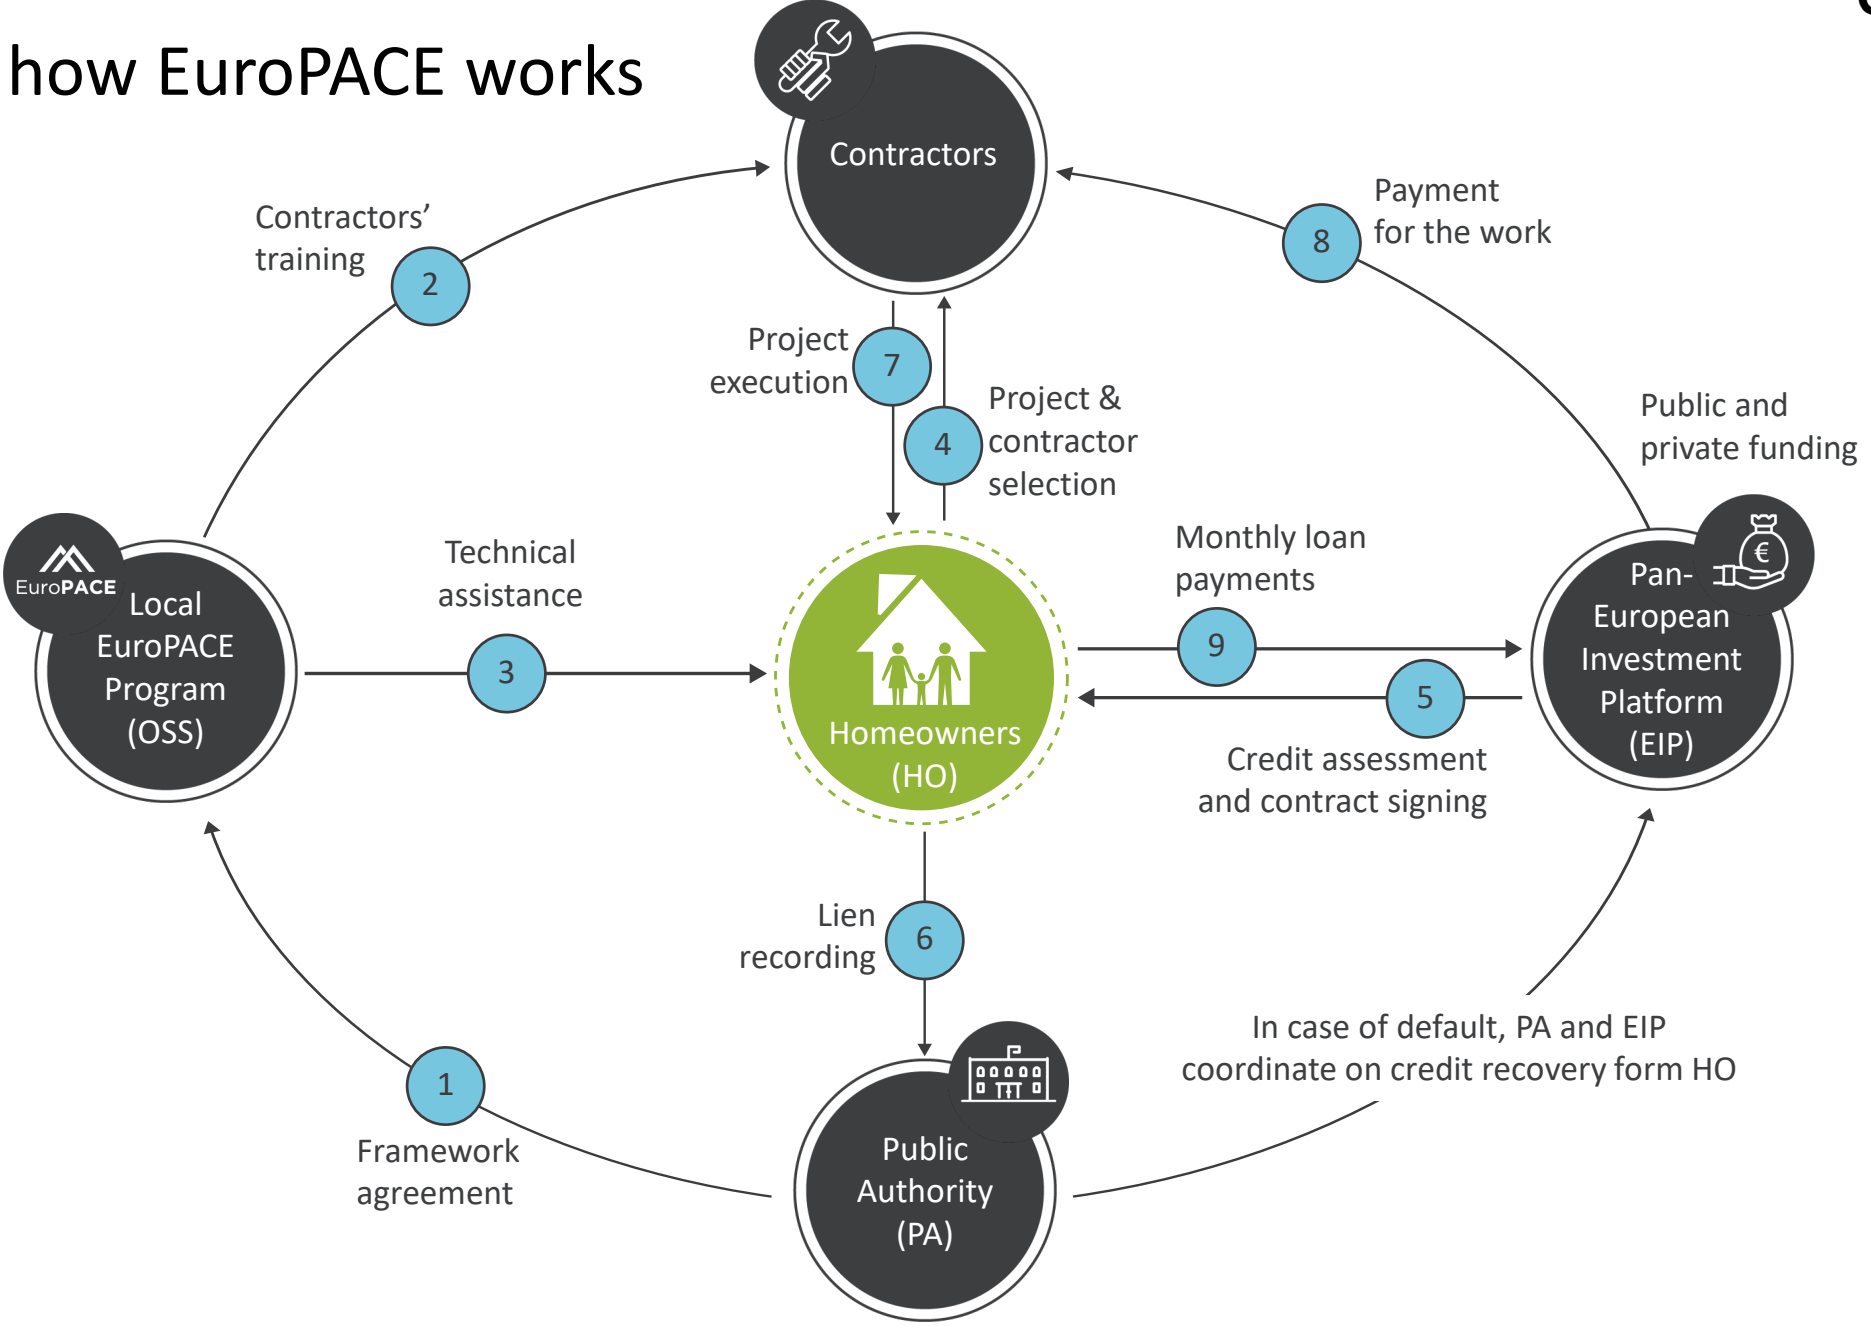 how EuroPACE works
Contractors
Contractors’
training
2
Payment
for the work
8
Project
execution
7
Project &
contractor
selection
4
Public and
private funding
EuroPACE
Local
EuroPACE
Program
(OSS)
Technical
assistance
3
Homeowners
(HO)
Monthly loan
payments
9
5
Credit assessment
and contract signing
€
Pan-
European
Investment
Platform
(EIP)
Lien
recording
6
In case of default, PA and EIP
coordinate on credit recovery form HO
1
Framework
agreement
Public
Authority
(PA)